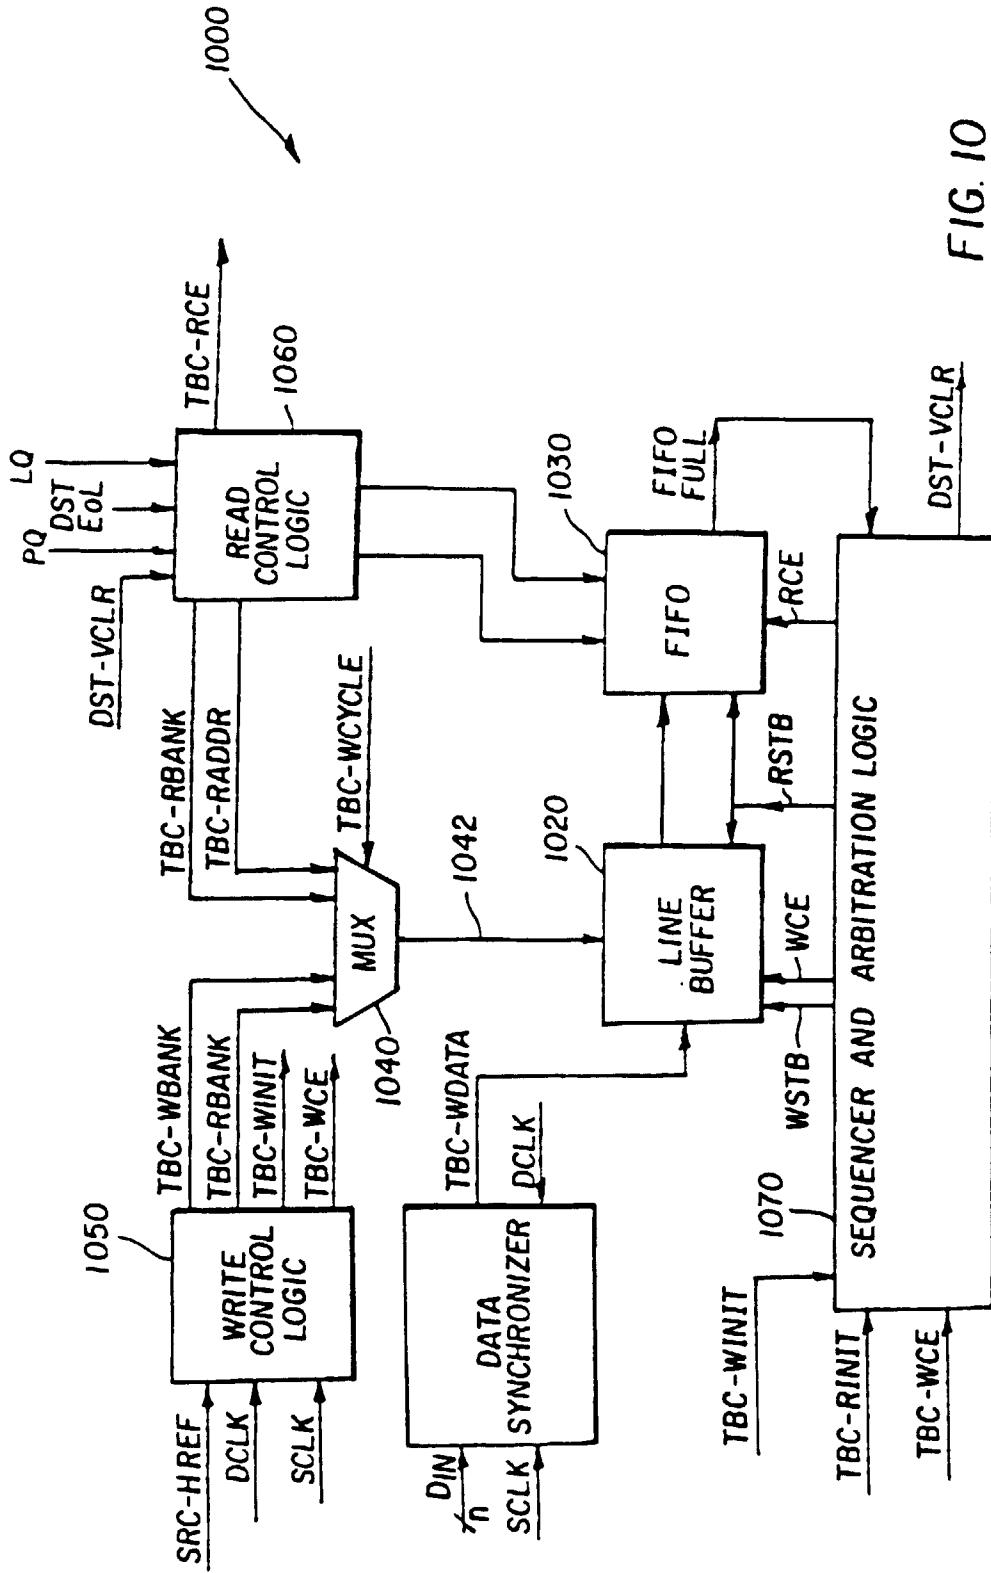 1000
LQ
DST
EOL
PQ
DST-VCLR
TBC-RCE
READ
CONTROL
LOGIC
1060
TBC-RBANK
TBC-RADDR
TBC-WCYCLE
1050
WRITE
CONTROL
LOGIC
SRC-HREF
DCLK
SCLK
TBC-WBANK
TBC-RBANK
TBC-WINIT
TBC-WCE
MUX
1040
1042
DATA
SYNCHRONIZER
DIN
n
SCLK
TBC-WDATA
DCLK
1020
LINE
BUFFER
1030
FIFO
FIFO
FULL
WSTB
WCE
RSTB
RCE
DST-VCLR
1070
SEQUENCER AND ARBITRATION LOGIC
TBC-WINIT
TBC-RINIT
TBC-WCE
FIG. 10